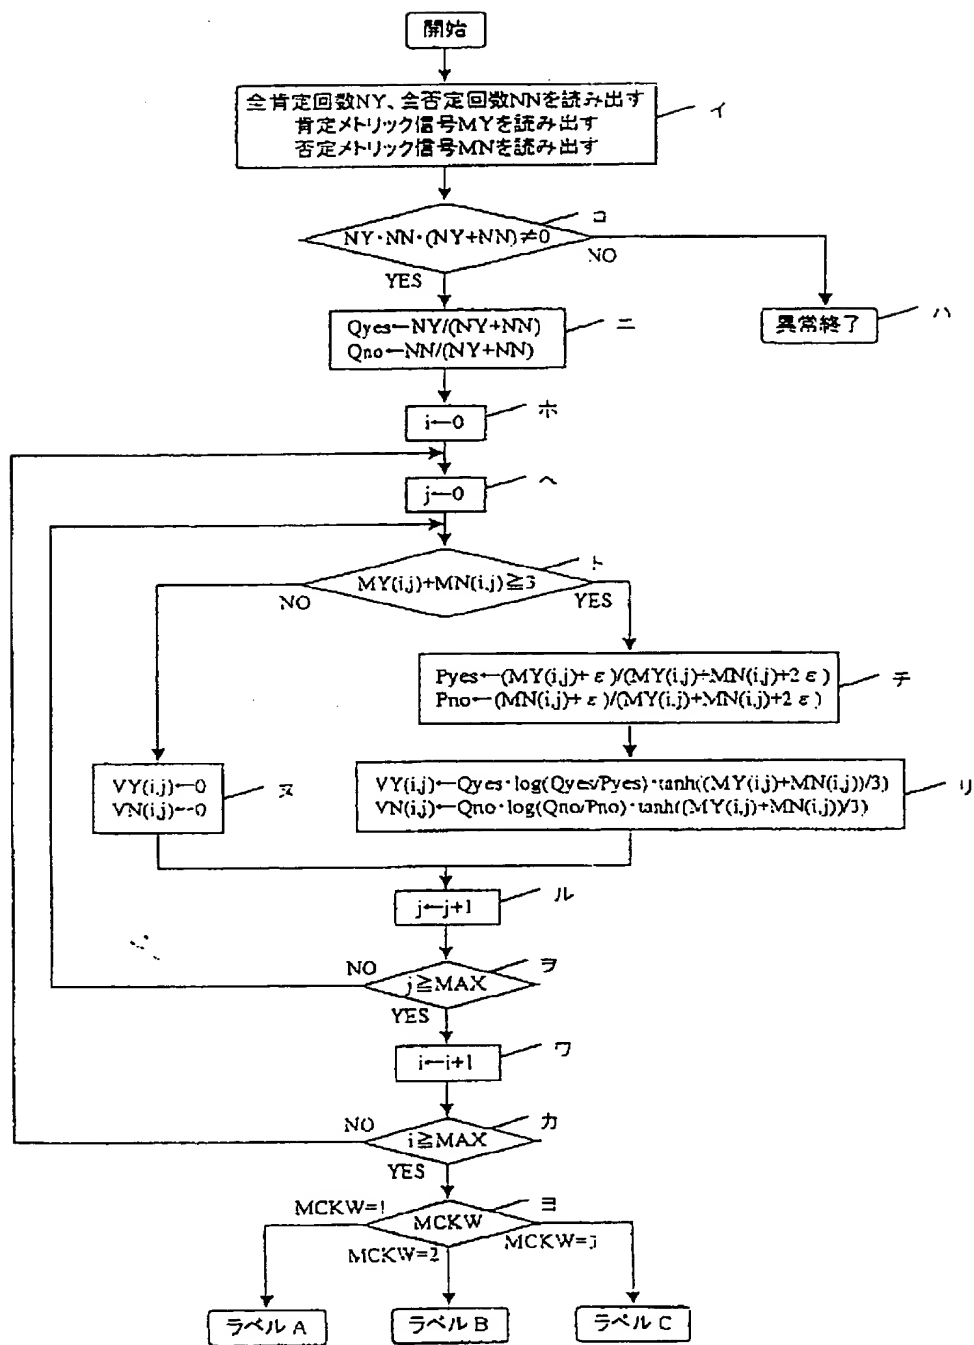 開始
全肯定回数NY、全否定回数NNを読み出す
肯定メトリック信号MYを読み出す
否定メトリック信号MNを読み出す
イ
NY・NN・(NY+NN)≠0
コ
NO
YES
Qyes←NY/(NY+NN)
Qno←NN/(NY+NN)
ニ
異常終了
ハ
i←0
ホ
j←0
ヘ
MY(i,j)+MN(i,j)≧3
ト
NO
YES
Pyes←(MY(i,j)+ε)/(MY(i,j)+MN(i,j)+2ε)
Pno←(MN(i,j)+ε)/(MY(i,j)+MN(i,j)+2ε)
チ
VY(i,j)←0
VN(i,j)←0
ヌ
VY(i,j)←Qyes・log(Qyes/Pyes)・tanh((MY(i,j)+MN(i,j))/3)
VN(i,j)←Qno・log(Qno/Pno)・tanh((MY(i,j)+MN(i,j))/3)
リ
j←j+1
ル
NO
j≧MAX
ヲ
YES
i←i+1
ワ
NO
i≧MAX
カ
YES
MCKW=1
MCKW
ヨ
MCKW=2
MCKW=3
ラベル A
ラベル B
ラベル C